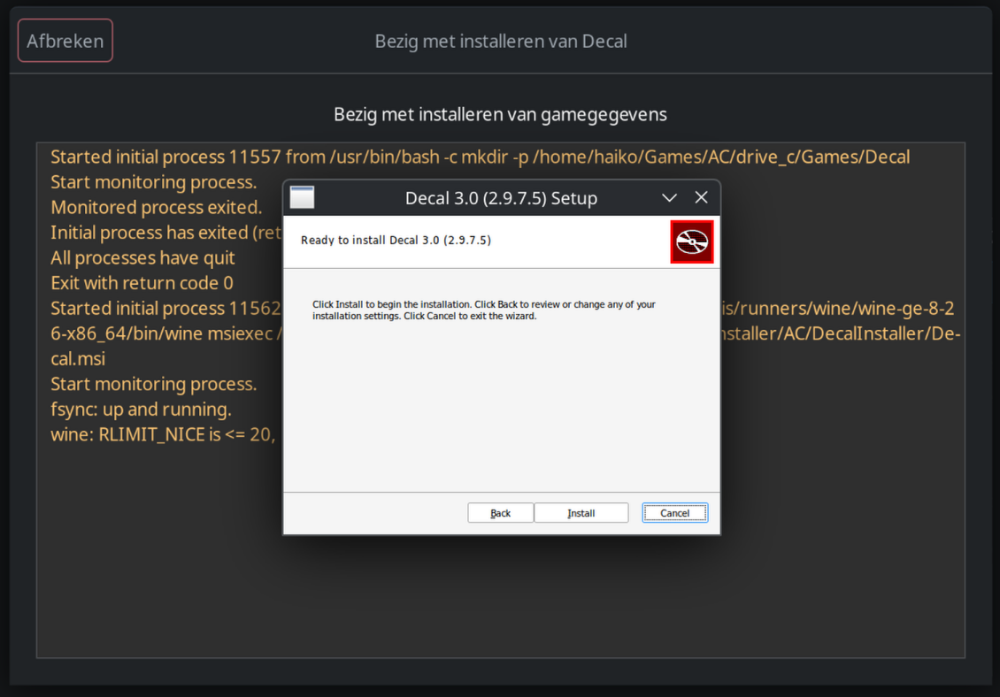 Afbreken
Bezig met installeren van Decal
Bezig met installeren van gamegegevens
Started initial process 11557 from /usr/bin/bash -c mkdir -p /home/haiko/Games/AC/drive_c/Games/Decal
Start monitoring process.
Monitored process exited.
Initial process has exited (ret
All processes have quit
Exit with return code 0
Started initial process 11562 is/runners/wine/wine-ge-8-2
6-x86_64/bin/wine msiexec / nstaller/AC/DecalInstaller/De-
cal.msi
Start monitoring process.
fsync: up and running.
wine: RLIMIT_NICE is <= 20,
Decal 3.0 (2.9.7.5) Setup
Ready to install Decal 3.0 (2.9.7.5)
Click Install to begin the installation. Click Back to review or change any of your
installation settings. Click Cancel to exit the wizard.
Back
Install
Cancel